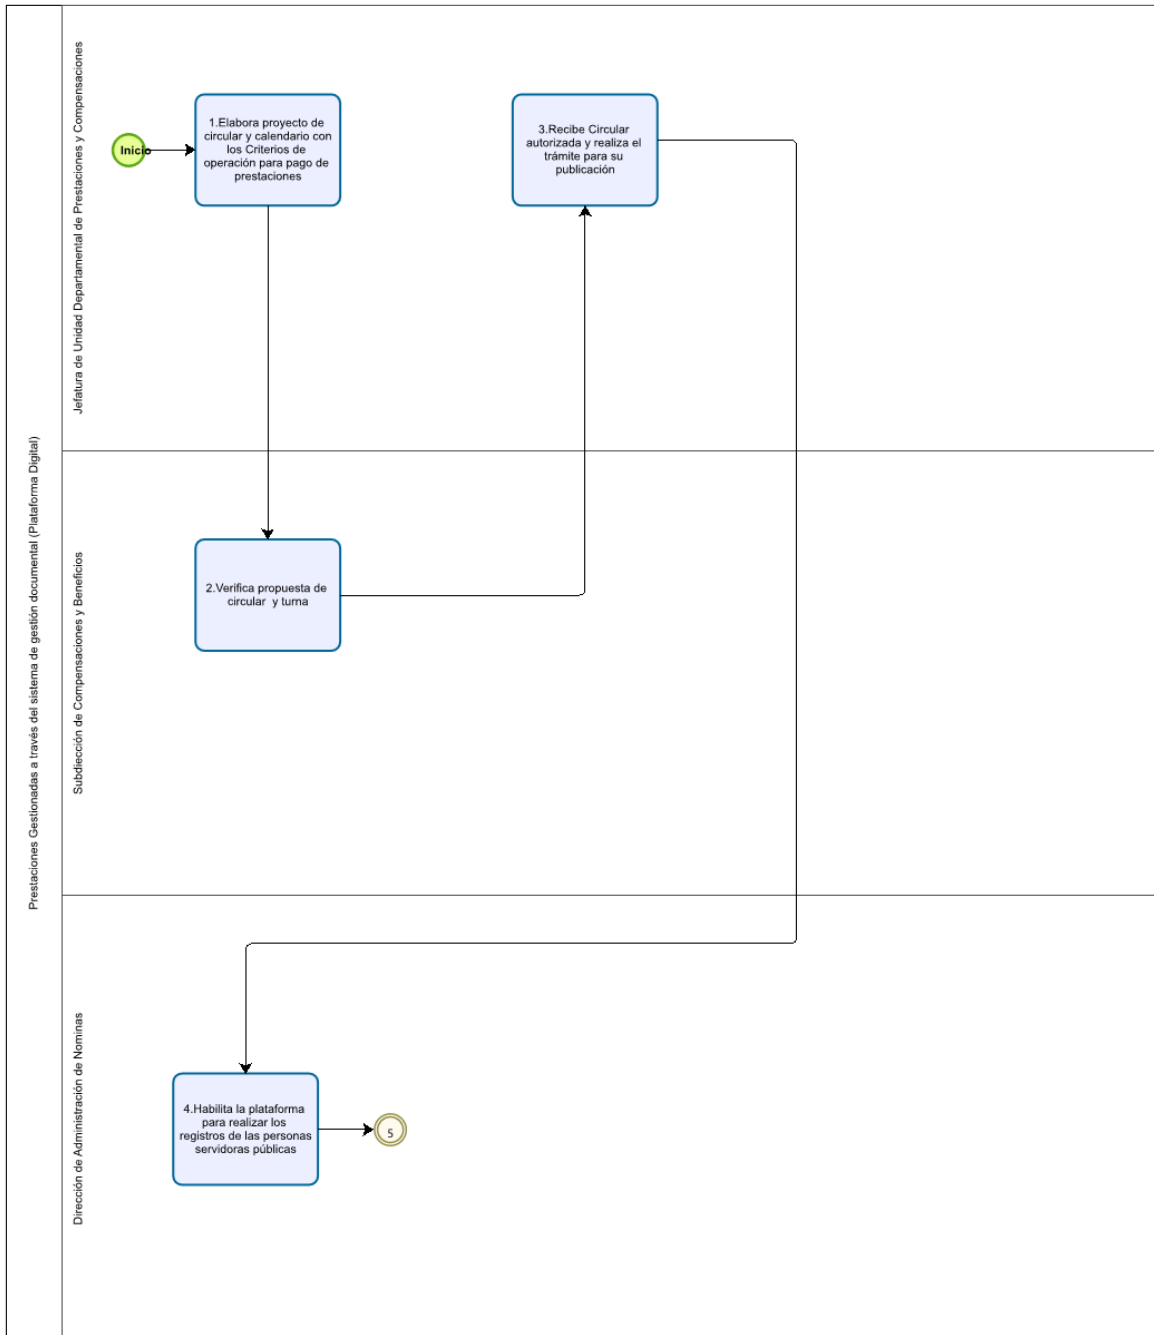 Prestaciones Gestionadas a través del sistema de gestión documental (Plataforma Digital)
Jefatura de Unidad Departamental de Prestaciones y Compensaciones
Inicio
1.Elabora proyecto de
circular y calendario con
los Criterios de
operación para pago de
prestaciones
3.Recibe Circular
autorizada y realiza el
trámite para su
publicación
Subdiección de Compensaciones y Beneficios
2.Verifica propuesta de
circular y turna
Dirección de Administración de Nominas
4.Habilita la plataforma
para realizar los
registros de las personas
servidoras públicas
5